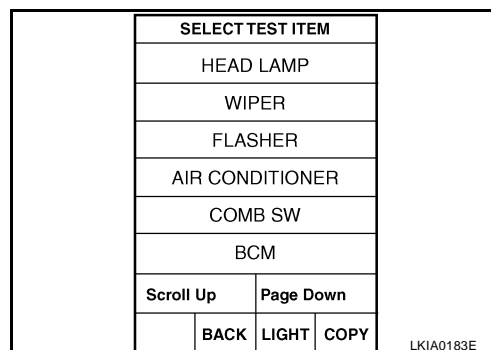 SELECT TEST ITEM
HEAD LAMP
WIPER
FLASHER
AIR CONDITIONER
COMB SW
BCM
Scroll Up Page Down
BACK LIGHT COPY
LKIA0183E